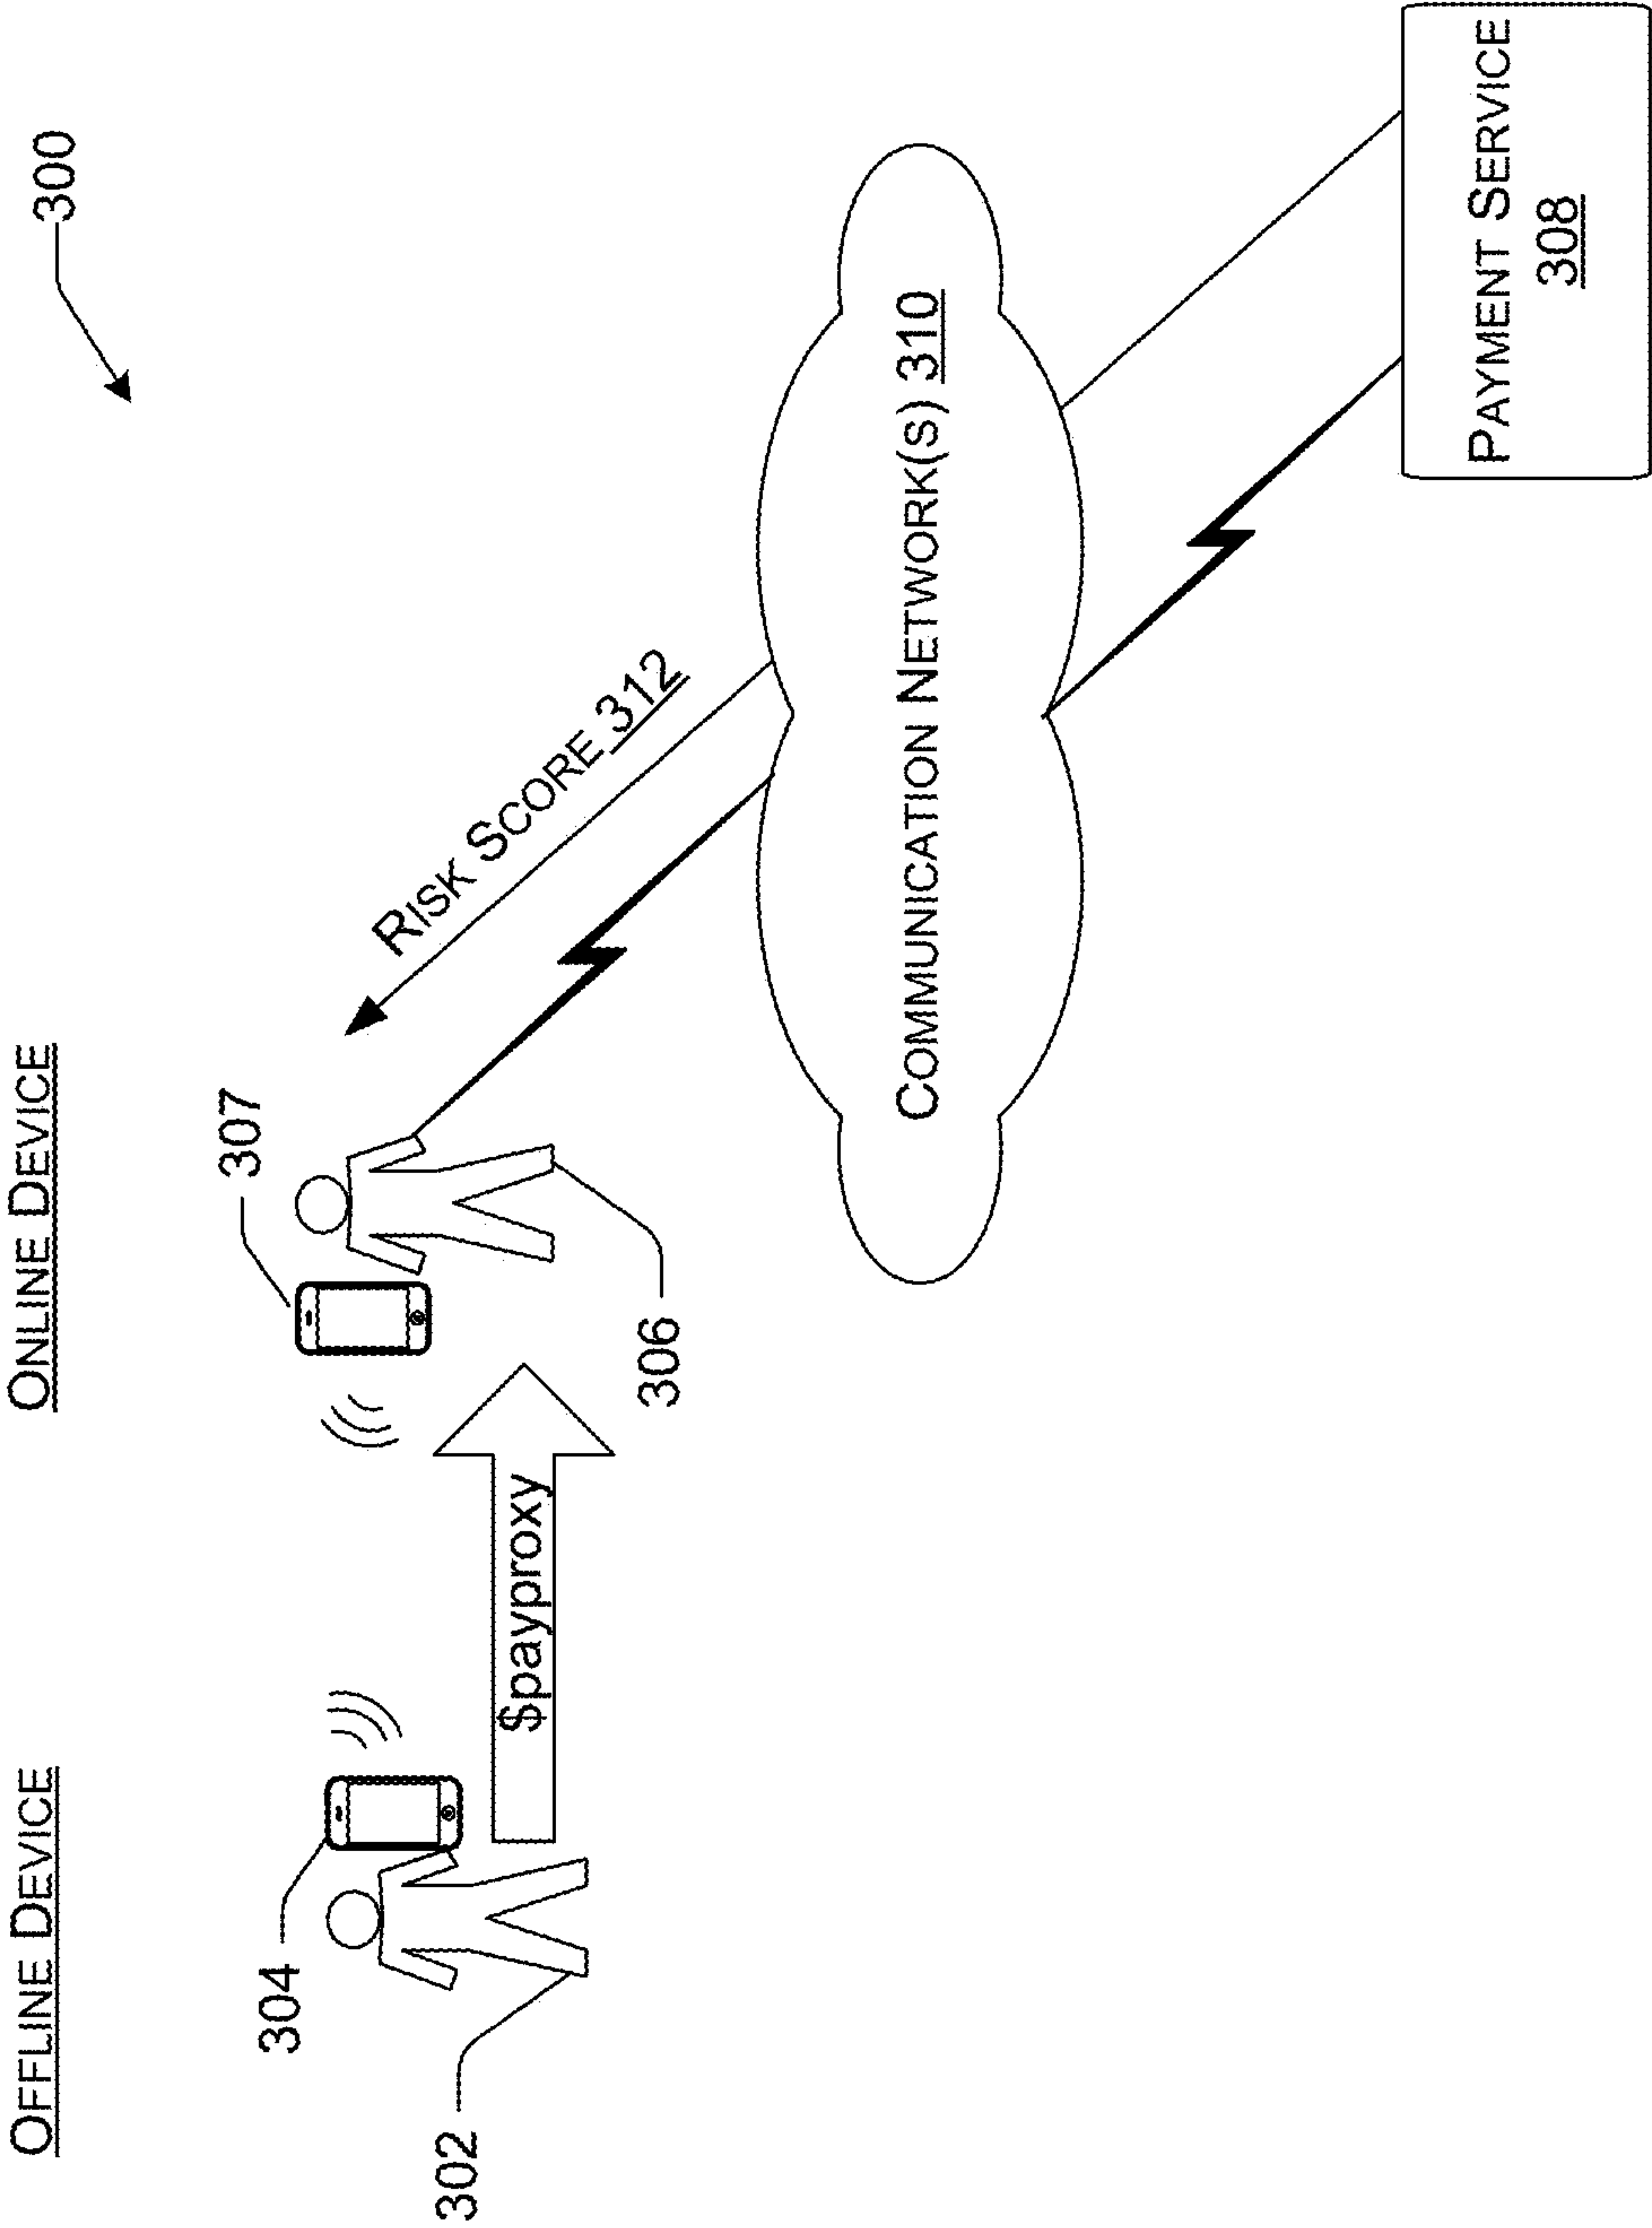 300
OFFLINE DEVICE
ONLINE DEVICE
304
307
302
$payproxy
306
RISK SCORE 312
COMMUNICATION NETWORK(S) 310
PAYMENT SERVICE
308